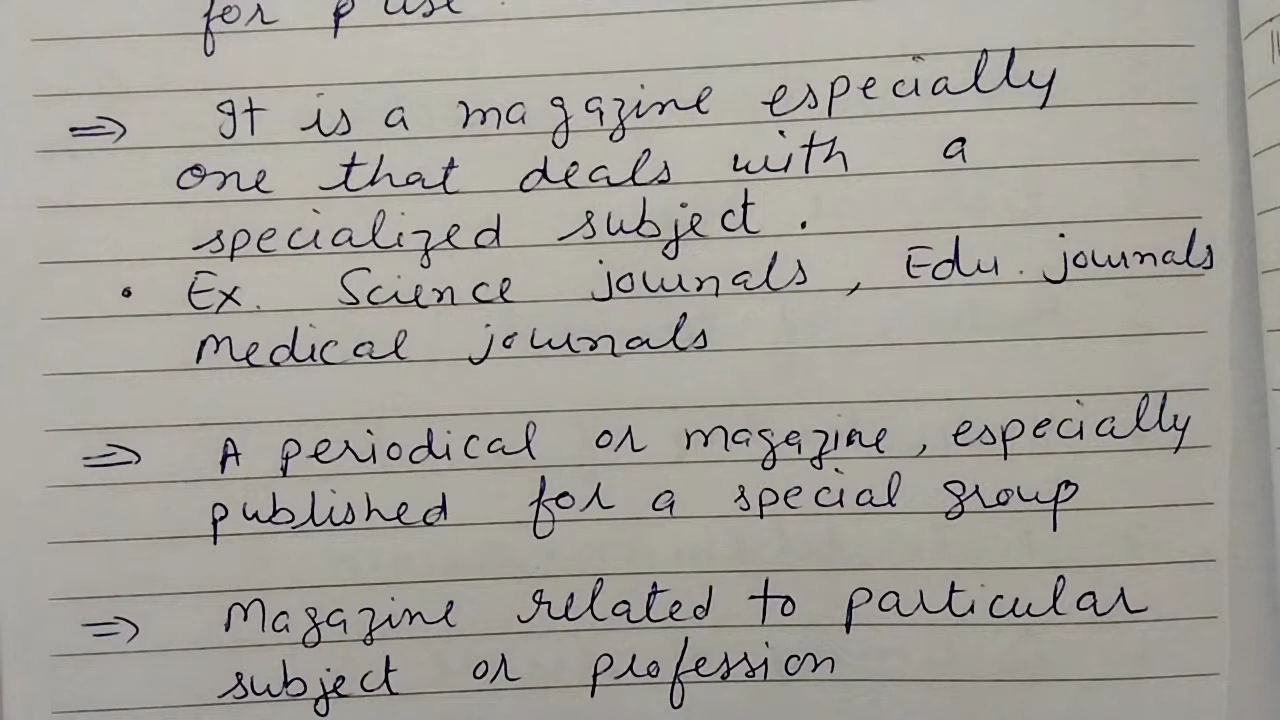 for p
⇒ It is a magazine especially
one that deals with a
specialized subject.
• Ex. Science journals, Edu. journals
Medical journals
⇒ A periodical or magazine, especially
published for a special group
⇒ Magazine related to particular
subject or profession